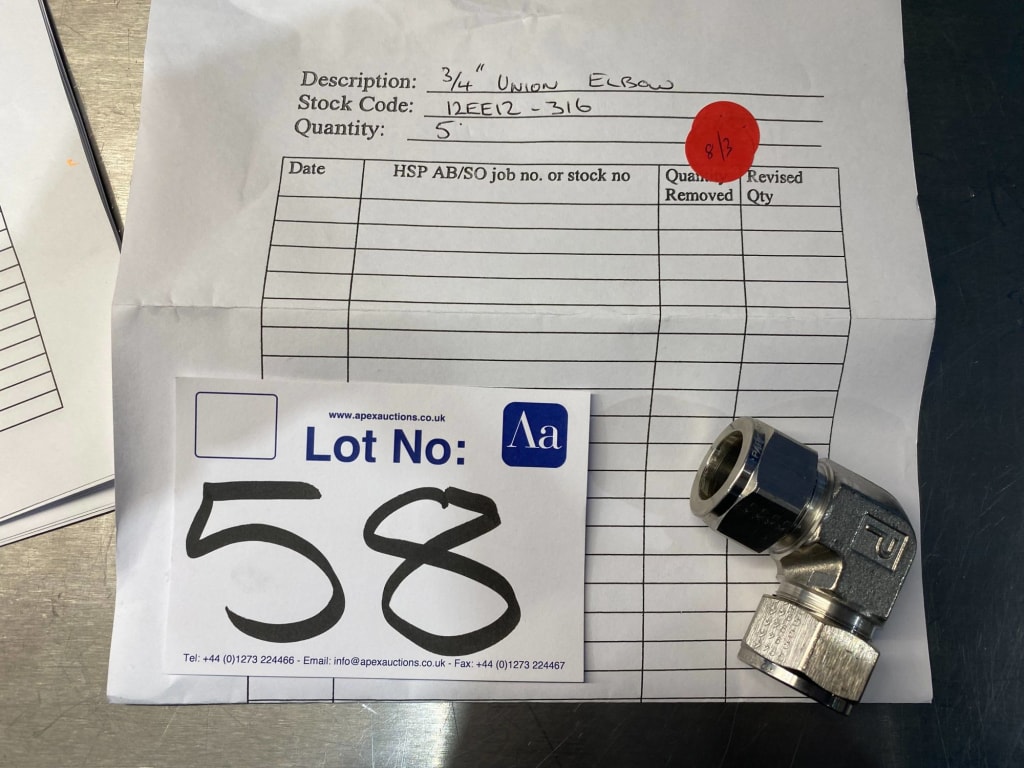 Description: 3/4" UNION ELBOW
Stock Code: 12EE12-316
Quantity: 5
8/3
Date HSP AB/SO job no. or stock no Removed Revised Qty
www.apexauctions.co.uk
Lot No:
Aa
58
Tel: +44 (0)1273 224466 - Email: info@apexauctions.co.uk - Fax: +44 (0)1273 224467